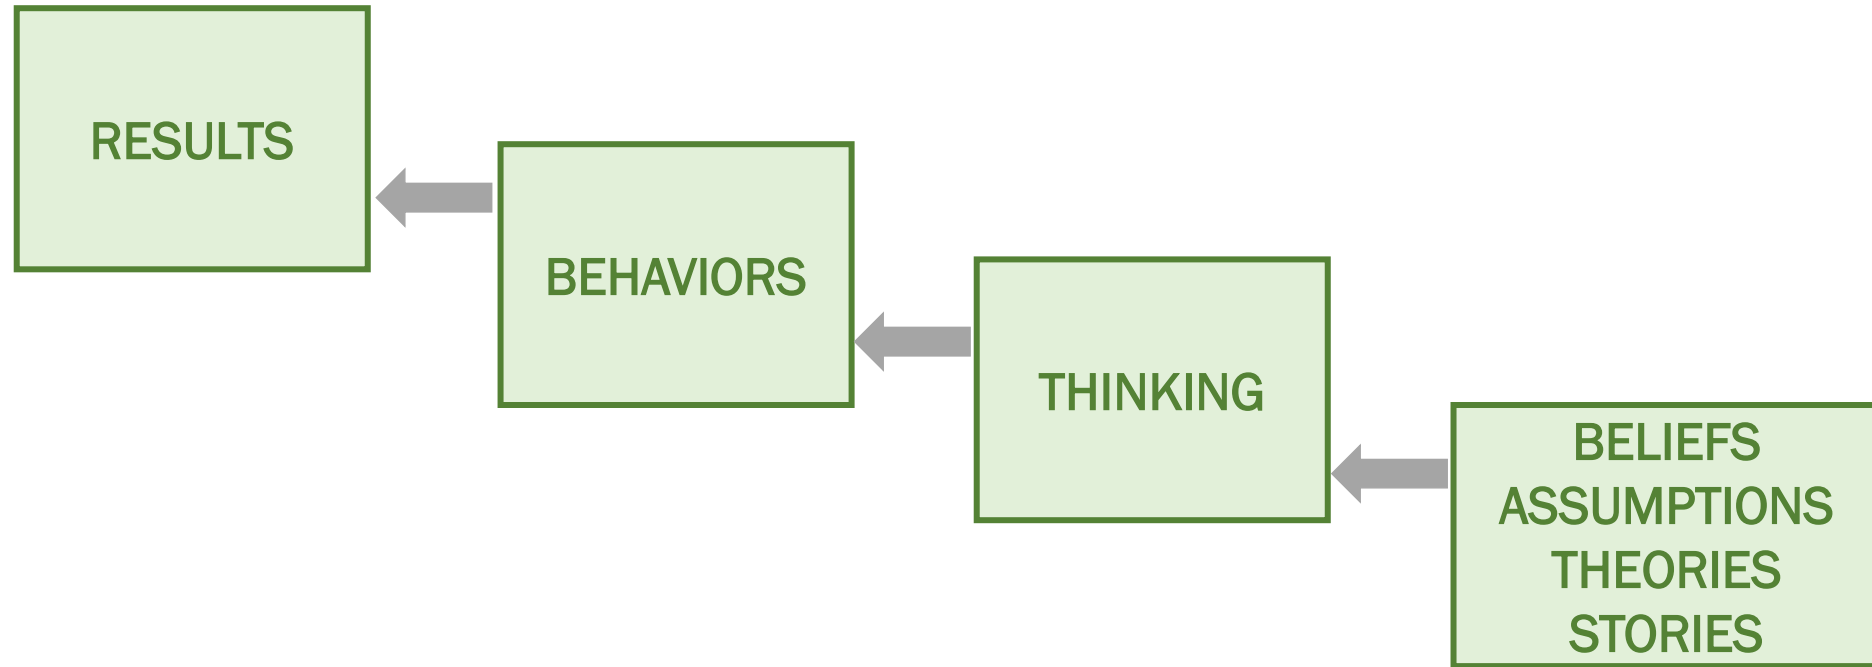 RESULTS
BEHAVIORS
THINKING
BELIEFS
ASSUMPTIONS
THEORIES
STORIES